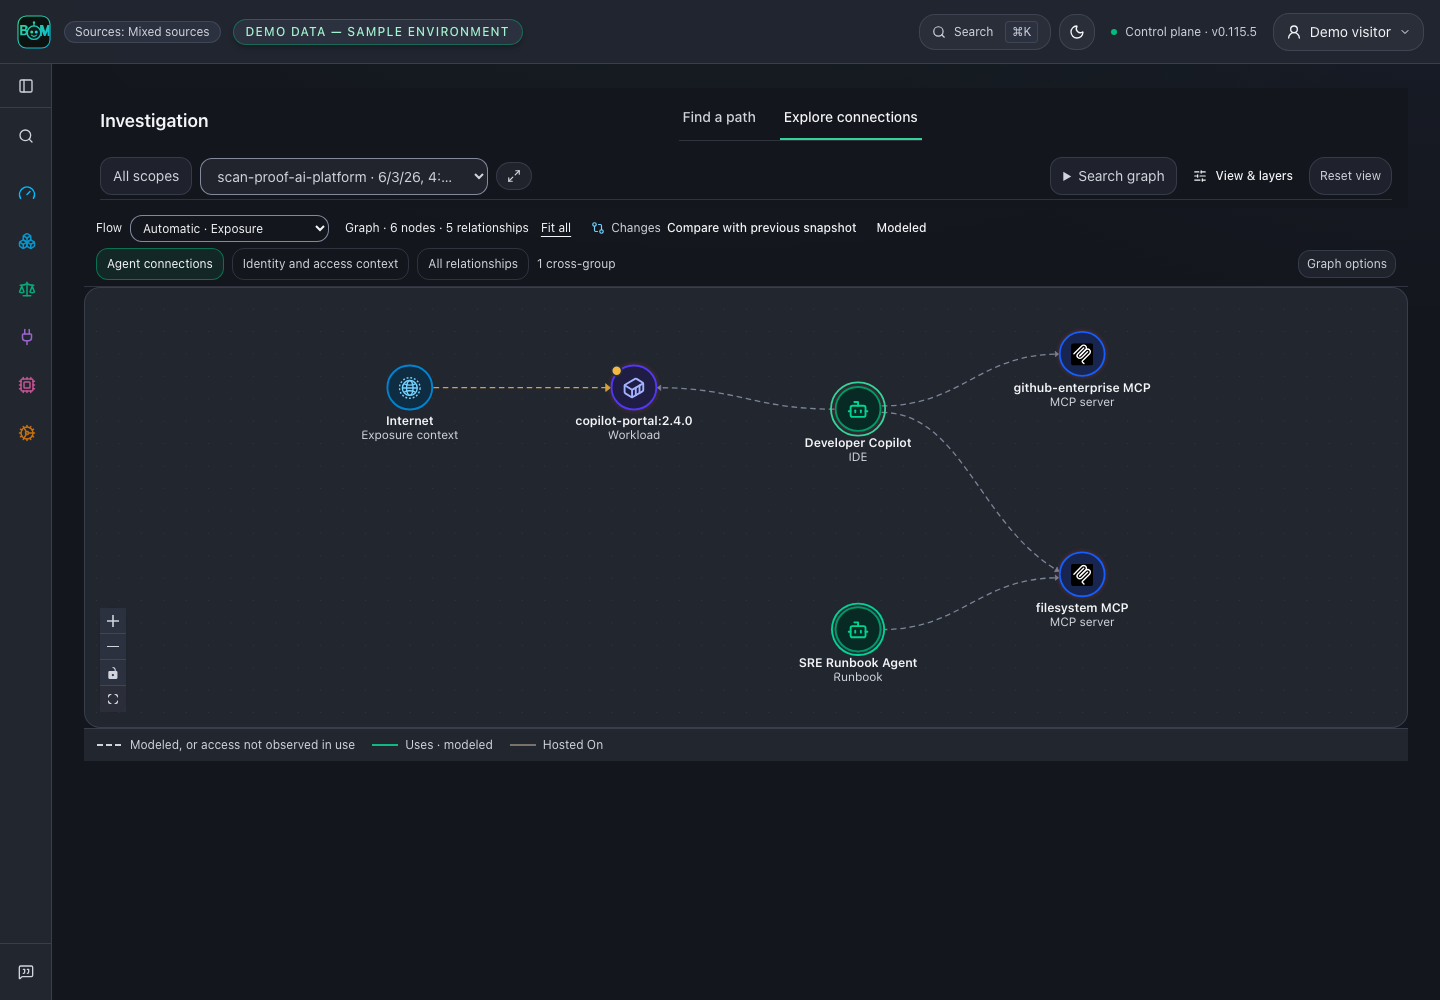 BOM
Sources: Mixed sources
DEMO DATA — SAMPLE ENVIRONMENT
Search ⌘K
Control plane · v0.115.5
Demo visitor
Investigation
Find a path
Explore connections
All scopes
scan-proof-ai-platform · 6/3/26, 4:...
Search graph
View & layers
Reset view
Flow
Automatic · Exposure
Graph · 6 nodes · 5 relationships
Fit all
Changes
Compare with previous snapshot
Modeled
Agent connections
Identity and access context
All relationships
1 cross-group
Graph options
Internet
Exposure context
copilot-portal:2.4.0
Workload
Developer Copilot
IDE
github-enterprise MCP
MCP server
filesystem MCP
MCP server
SRE Runbook Agent
Runbook
Modeled, or access not observed in use
Uses · modeled
Hosted On